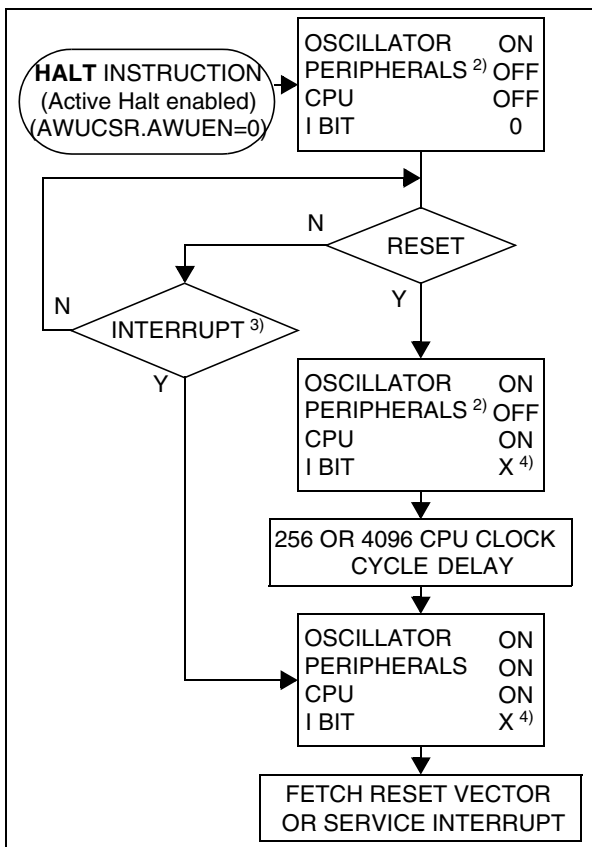 HALT INSTRUCTION
(Active Halt enabled)
(AWUCSR.AWUEN=0)
OSCILLATOR ON
PERIPHERALS 2) OFF
CPU OFF
I BIT 0
RESET
N
Y
INTERRUPT 3)
N
Y
OSCILLATOR ON
PERIPHERALS 2) OFF
CPU ON
I BIT X 4)
256 OR 4096 CPU CLOCK
CYCLE DELAY
OSCILLATOR ON
PERIPHERALS ON
CPU ON
I BIT X 4)
FETCH RESET VECTOR
OR SERVICE INTERRUPT